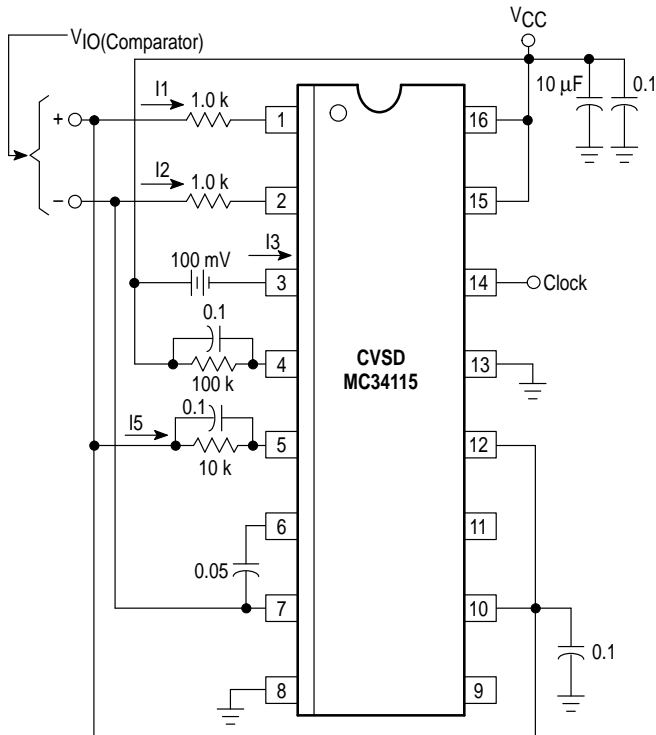 VIO(Comparator)
VCC
10 µF
0.1
+
I1
1.0 k
1
16
−
I2
1.0 k
2
15
I3
100 mV
3
14
Clock
0.1
100 k
4
CVSD
MC34115
13
I5
0.1
10 k
5
12
6
11
0.05
7
10
0.1
8
9